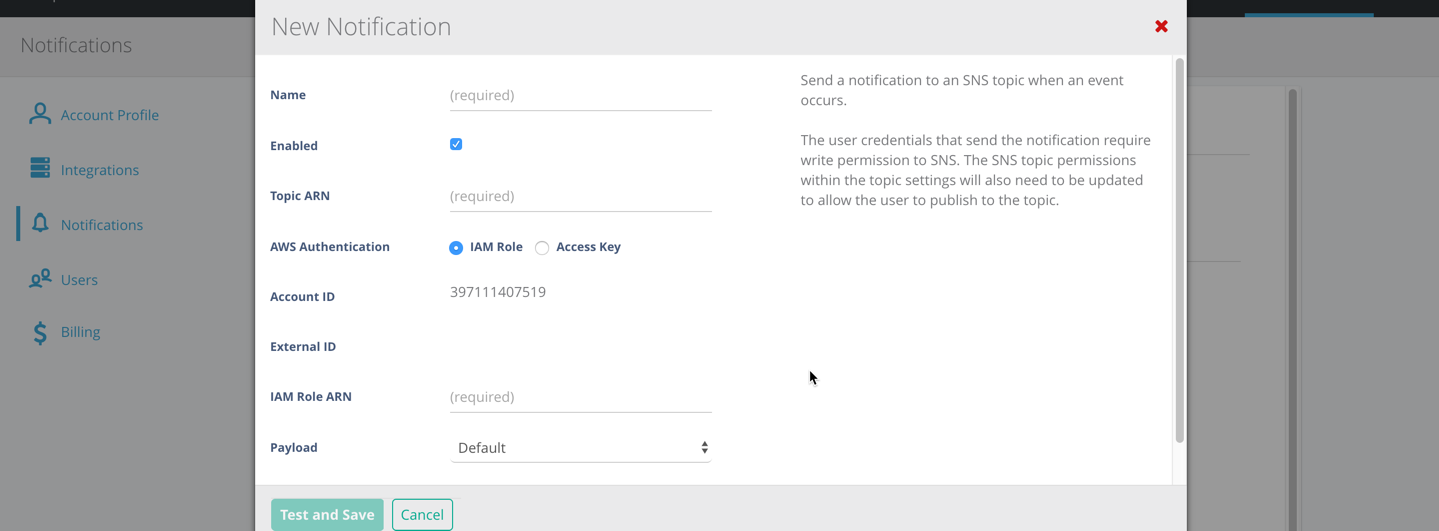 New Notification
Notifications
Account Profile
Integrations
Notifications
Users
Billing
Name (required)
Enabled
Topic ARN (required)
AWS Authentication IAM Role Access Key
Account ID 397111407519
External ID
IAM Role ARN (required)
Payload Default
Send a notification to an SNS topic when an event
occurs.
The user credentials that send the notification require
write permission to SNS. The SNS topic permissions
within the topic settings will also need to be updated
to allow the user to publish to the topic.
Test and Save Cancel